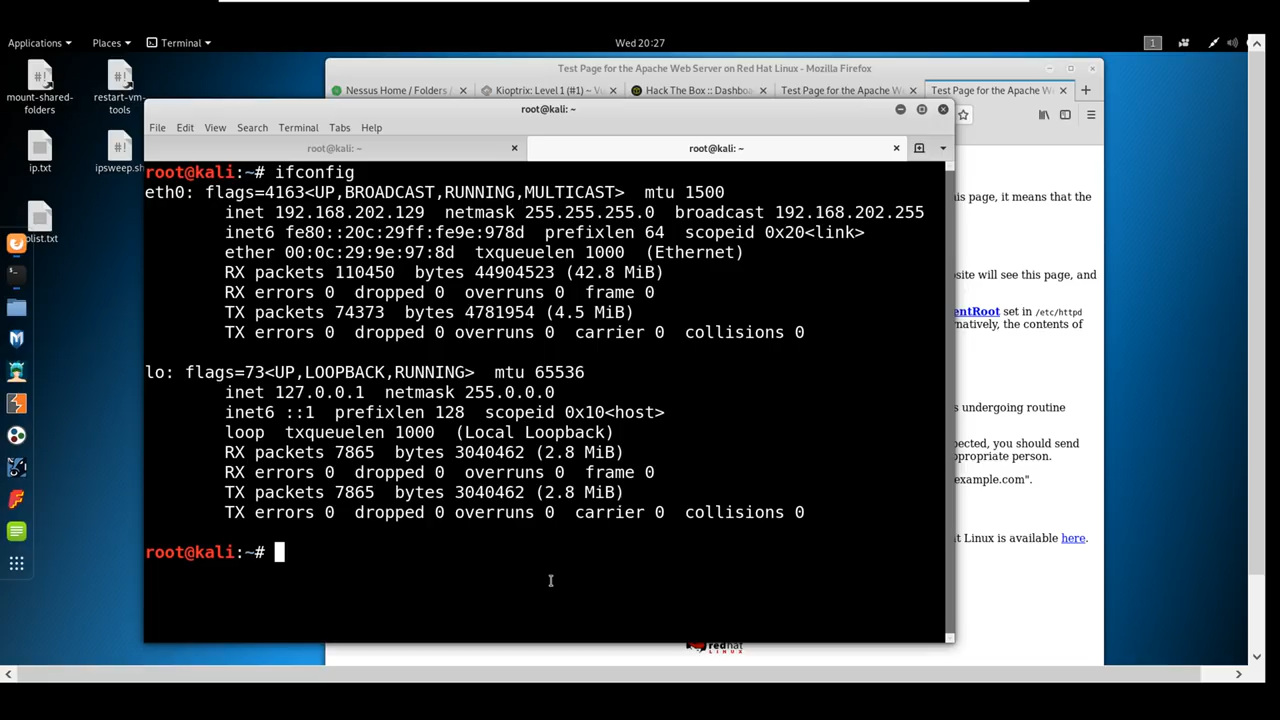 Applications
Places
Terminal
Wed 20:27
1
mount-shared-
folders
restart-vm-
tools
ip.txt
ipsweep.sh
plist.txt
Test Page for the Apache Web Server on Red Hat Linux - Mozilla Firefox
Nessus Home / Folders /
Kioptrix: Level 1 (#1) ~ Vu
Hack The Box :: Dashboa
Test Page for the Apache W
Test Page for the Apache W
root@kali: ~
File Edit View Search Terminal Tabs Help
root@kali: ~
root@kali: ~
root@kali:~# ifconfig
eth0: flags=4163<UP,BROADCAST,RUNNING,MULTICAST>  mtu 1500
        inet 192.168.202.129  netmask 255.255.255.0  broadcast 192.168.202.255
        inet6 fe80::20c:29ff:fe9e:978d  prefixlen 64  scopeid 0x20<link>
        ether 00:0c:29:9e:97:8d  txqueuelen 1000  (Ethernet)
        RX packets 110450  bytes 44904523 (42.8 MiB)
        RX errors 0  dropped 0  overruns 0  frame 0
        TX packets 74373  bytes 4781954 (4.5 MiB)
        TX errors 0  dropped 0 overruns 0  carrier 0  collisions 0
lo: flags=73<UP,LOOPBACK,RUNNING>  mtu 65536
        inet 127.0.0.1  netmask 255.0.0.0
        inet6 ::1  prefixlen 128  scopeid 0x10<host>
        loop  txqueuelen 1000  (Local Loopback)
        RX packets 7865  bytes 3040462 (2.8 MiB)
        RX errors 0  dropped 0  overruns 0  frame 0
        TX packets 7865  bytes 3040462 (2.8 MiB)
        TX errors 0  dropped 0 overruns 0  carrier 0  collisions 0
root@kali:~#
his page, it means that the
site will see this page, and
entRoot set in /etc/httpd
rnatively, the contents of
s undergoing routine
pected, you should send
propriate person.
example.com".
t Linux is available here.
redhat
LINUX